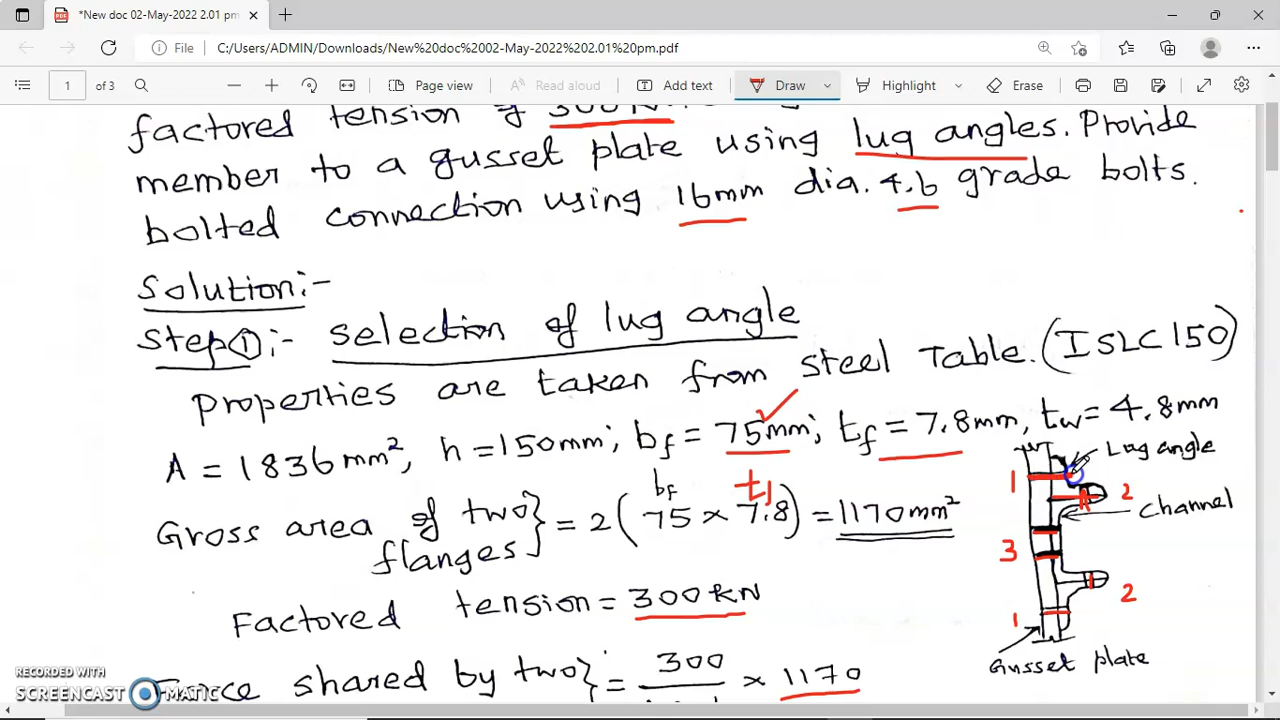 *New doc 02-May-2022 2.01 pm
File C:/Users/ADMIN/Downloads/New%20doc%2002-May-2022%202.01%20pm.pdf
1 of 3 Page view Read aloud Add text Draw Highlight Erase
factored tension of 300 kN.
member to a gusset plate using lug angles. Provide
bolted connection using 16mm dia. 4.6 grade bolts.
Solution:-
Step①:- selection of lug angle
Properties are taken from steel Table. (ISLC 150)
A = 1836 mm², h = 150mm; bf = 75mm; tf = 7.8mm, tw = 4.8mm
Gross area of two flanges} = 2(75 × 7.8) = 1170mm²
bf tf
Factored tension = 300 kN
Force shared by two} = 300 × 1170
Lug angle
1
2
Channel
3
2
1
Gusset plate
RECORDED WITH
SCREENCAST MATIC